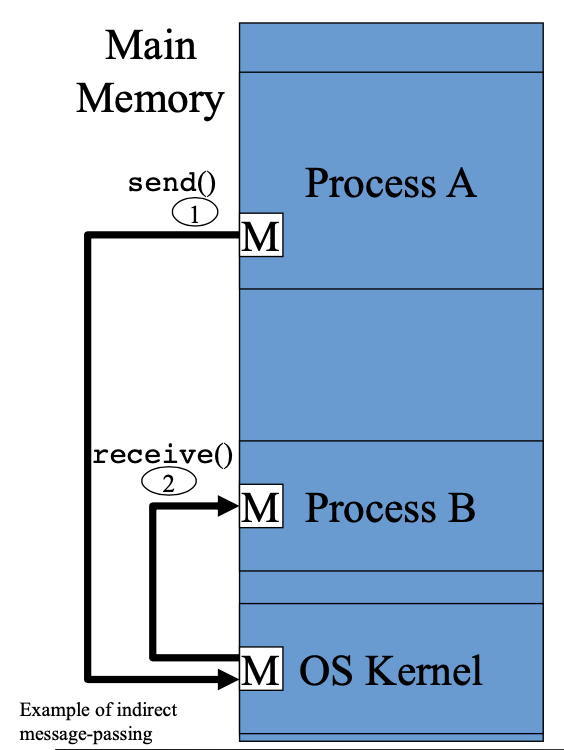 Main
Memory
send()
1
Process A
M
receive()
2
M
Process B
M
OS Kernel
Example of indirect
message-passing